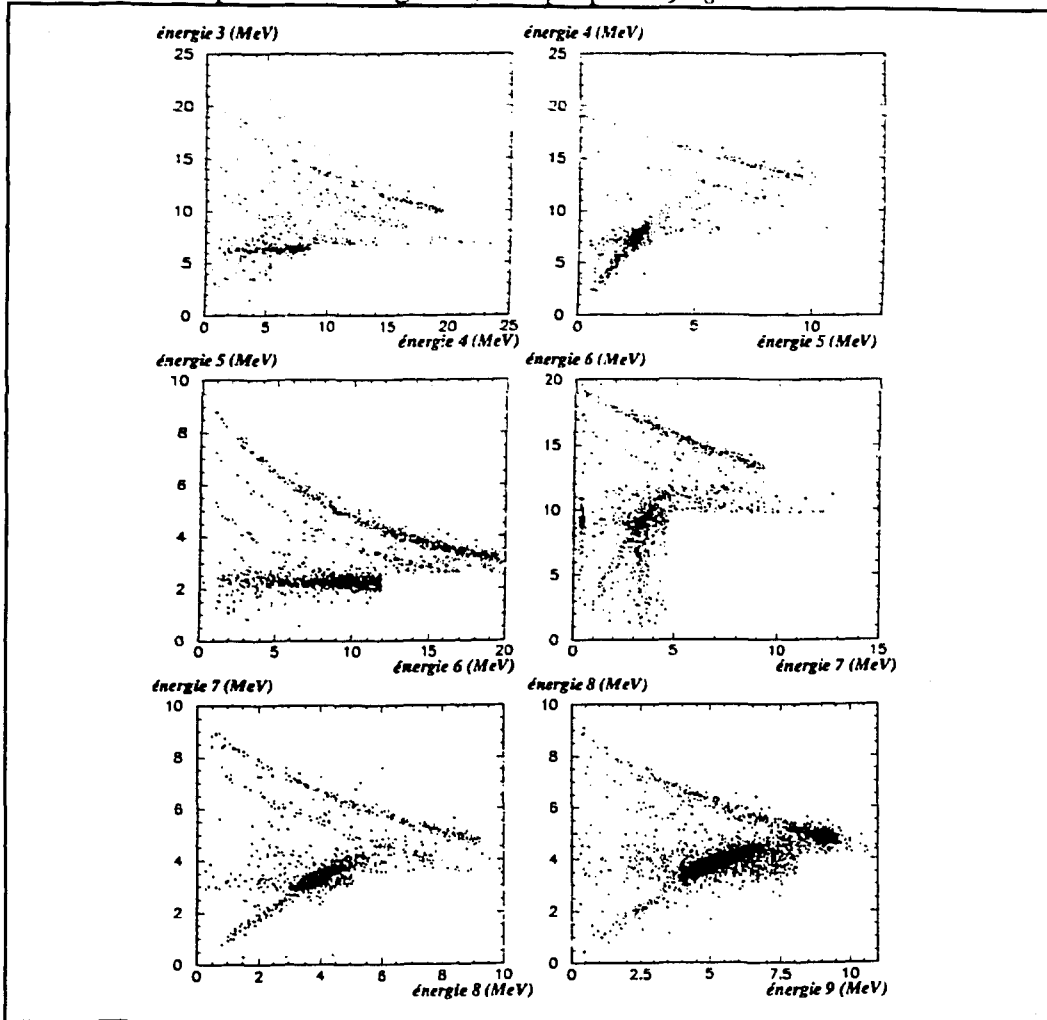 énergie 3 (MeV)
25
20
15
10
5
0
0 5 10 15 20 25
énergie 4 (MeV)
énergie 4 (MeV)
25
20
15
10
5
0
0 5 10
énergie 5 (MeV)
énergie 5 (MeV)
10
8
6
4
2
0
0 5 10 15 20
énergie 6 (MeV)
énergie 6 (MeV)
20
15
10
5
0
0 5 10 15
énergie 7 (MeV)
énergie 7 (MeV)
10
8
6
4
2
0
0 2 4 6 8 10
énergie 8 (MeV)
énergie 8 (MeV)
10
8
6
4
2
0
0 2.5 5 7.5 10
énergie 9 (MeV)